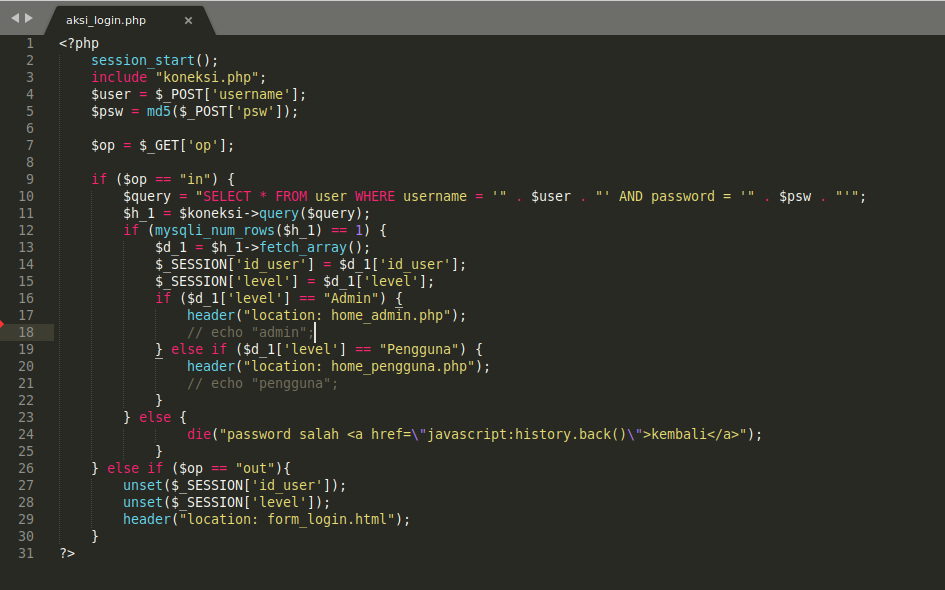 aksi_login.php ×
1 <?php
2     session_start();
3     include "koneksi.php";
4     $user = $_POST['username'];
5     $psw = md5($_POST['psw']);
6
7     $op = $_GET['op'];
8
9     if ($op == "in") {
10         $query = "SELECT * FROM user WHERE username = '" . $user . "' AND password = '" . $psw . "'";
11         $h_1 = $koneksi->query($query);
12         if (mysqli_num_rows($h_1) == 1) {
13             $d_1 = $h_1->fetch_array();
14             $_SESSION['id_user'] = $d_1['id_user'];
15             $_SESSION['level'] = $d_1['level'];
16             if ($d_1['level'] == "Admin") {
17                 header("location: home_admin.php");
18                 // echo "admin";
19             } else if ($d_1['level'] == "Pengguna") {
20                 header("location: home_pengguna.php");
21                 // echo "pengguna";
22             }
23         } else {
24                 die("password salah <a href=\"javascript:history.back()\">kembali</a>");
25             }
26     } else if ($op == "out"){
27         unset($_SESSION['id_user']);
28         unset($_SESSION['level']);
29         header("location: form_login.html");
30     }
31 ?>